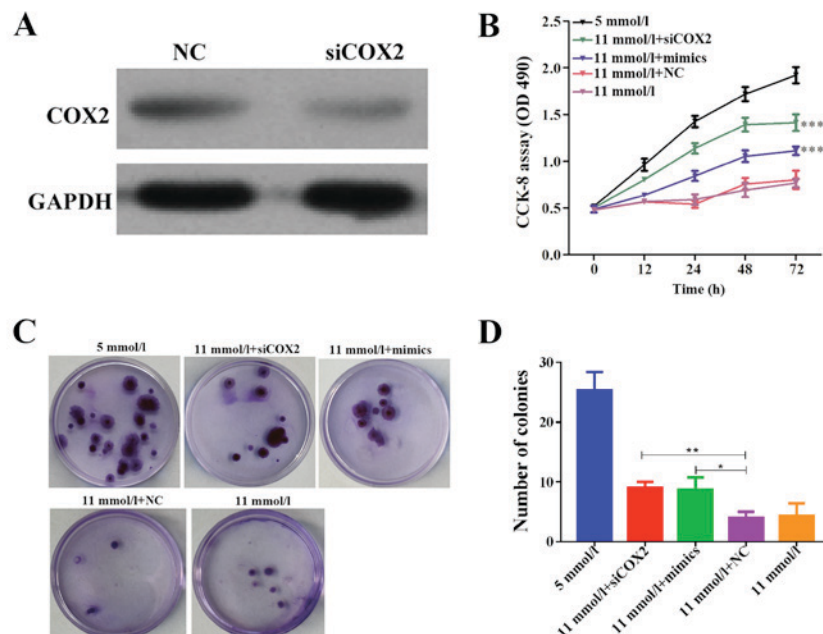 A
NC
siCOX2
COX2
GAPDH
B
5 mmol/l
11 mmol/l+siCOX2
11 mmol/l+mimics
11 mmol/l+NC
11 mmol/l
CCK-8 assay (OD 490)
2.5
2.0
1.5
1.0
0.5
0.0
***
***
0 12 24 48 72
Time (h)
C
5 mmol/l 11 mmol/l+siCOX2 11 mmol/l+mimics
11 mmol/l+NC 11 mmol/l
D
Number of colonies
30
20
10
0
**
*
5 mmol/l
11 mmol/l+siCOX2
11 mmol/l+mimics
11 mmol/l+NC
11 mmol/l